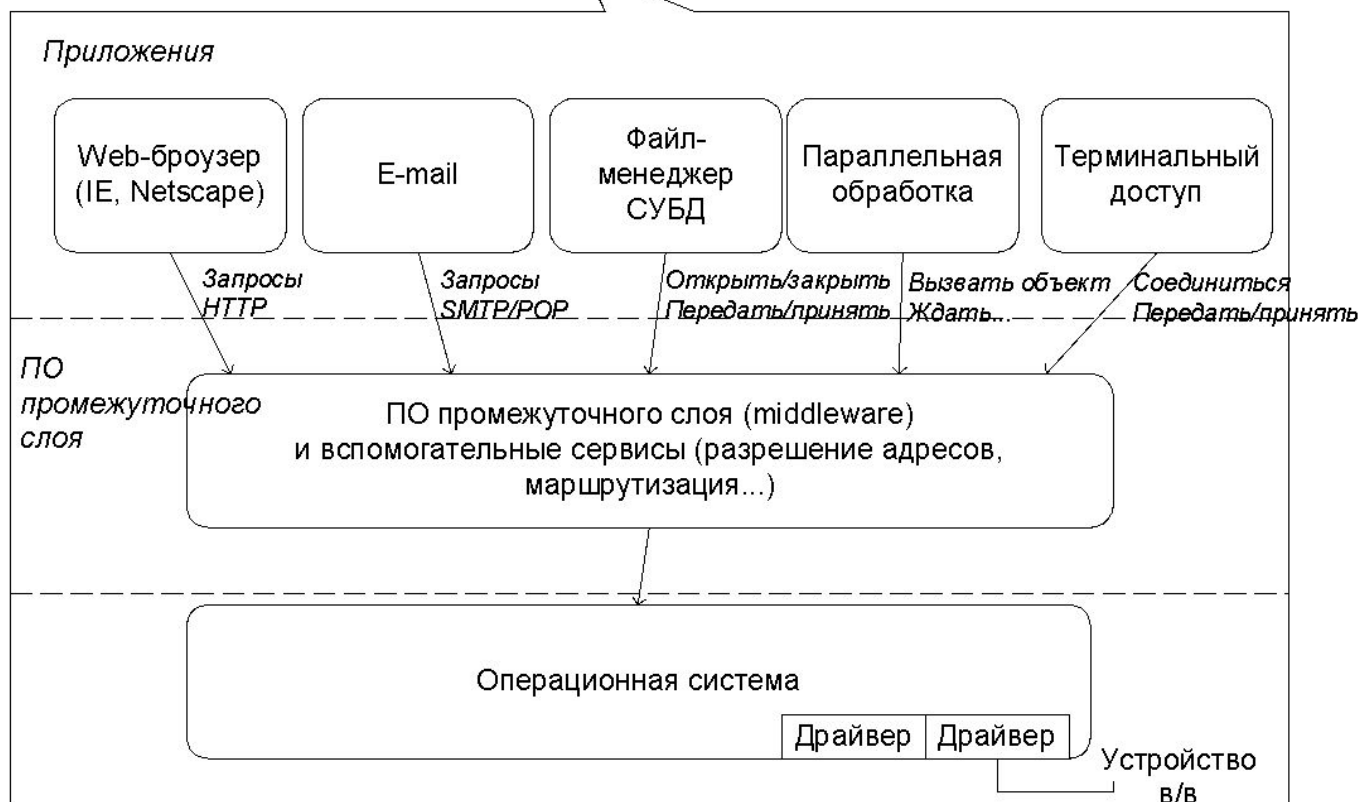 Приложения
Web-броузер
(IE, Netscape)
E-mail
Файл-
менеджер
СУБД
Параллельная
обработка
Терминальный
доступ
Запросы
HTTP
Запросы
SMTP/POP
Открыть/закрыть
Передать/принять
Вызвать объект
Ждать...
Соединиться
Передать/принять
ПО
промежуточного
слоя
ПО промежуточного слоя (middleware)
и вспомогательные сервисы (разрешение адресов,
маршрутизация...)
Операционная система
Драйвер
Драйвер
Устройство
в/в